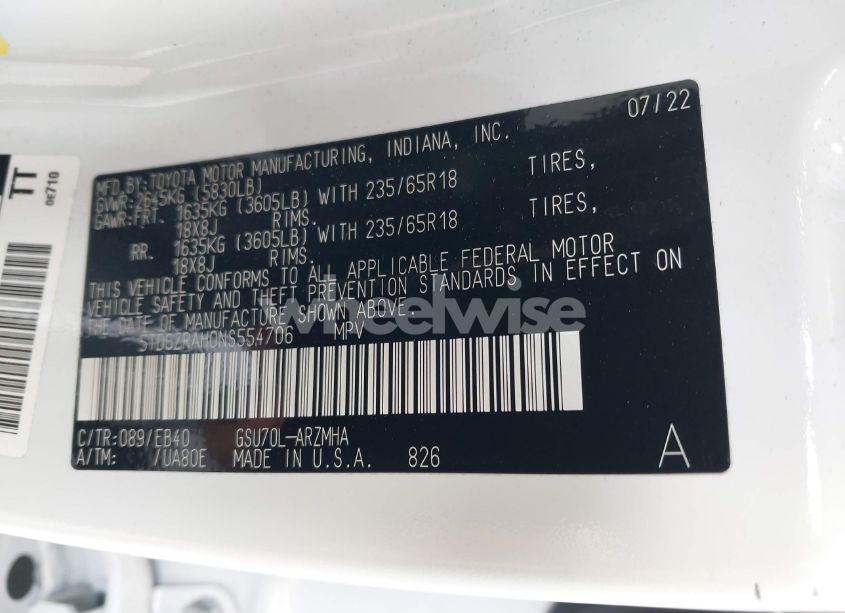 07/22
MFD.BY:TOYOTA MOTOR MANUFACTURING, INDIANA, INC.
GVWR:2645KG (5830LB)
GAWR:FRT. 1635KG (3605LB) WITH 235/65R18 TIRES,
18X8J RIMS.
RR. 1635KG (3605LB) WITH 235/65R18 TIRES,
18X8J RIMS.
THIS VEHICLE CONFORMS TO ALL APPLICABLE FEDERAL MOTOR
VEHICLE SAFETY AND THEFT PREVENTION STANDARDS IN EFFECT ON
THE DATE OF MANUFACTURE SHOWN ABOVE.
MPV
C/TR:089/EB40 GSU70L-ARZMHA
A/TM: /UA80E MADE IN U.S.A. 826
A
TT
0E710
wheelwise